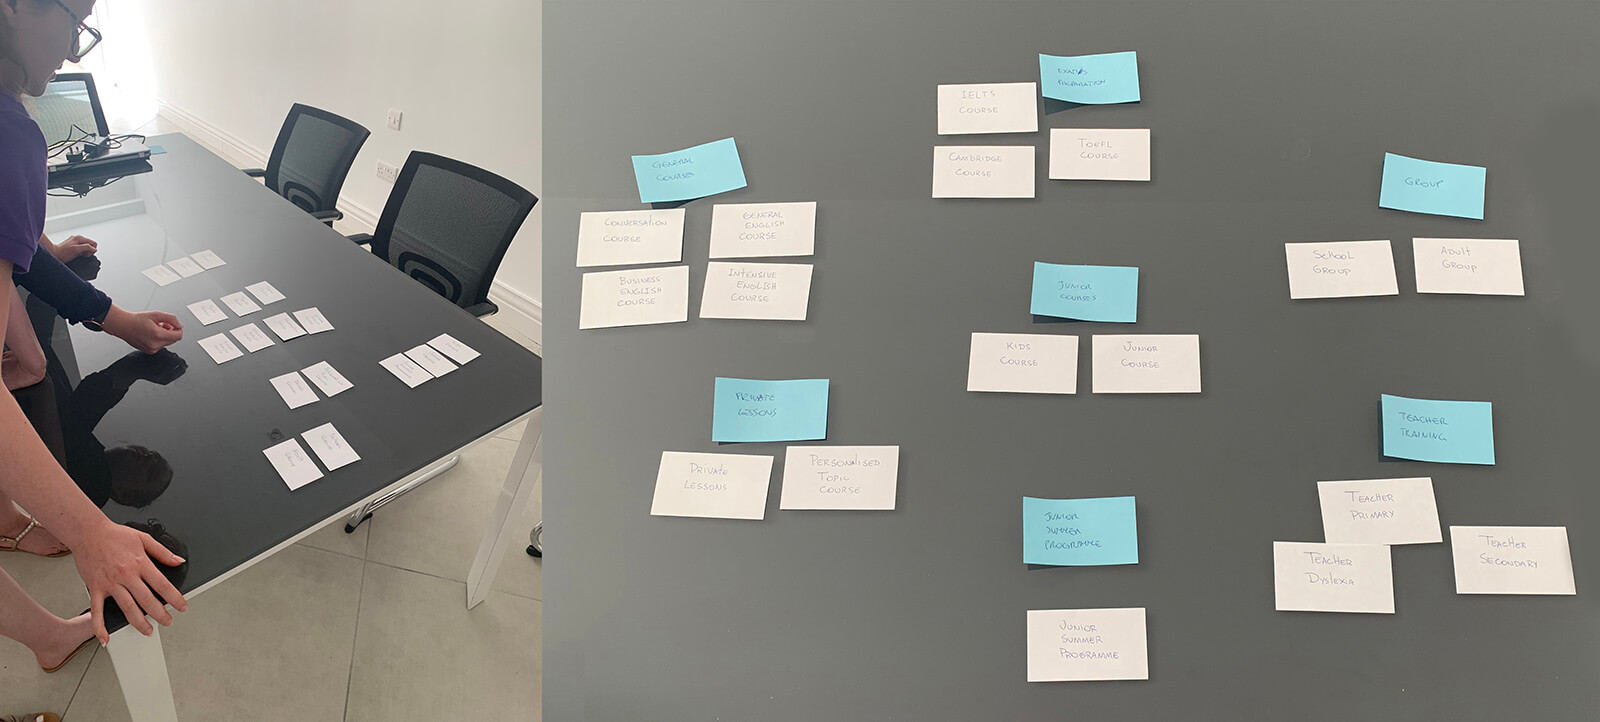 GENERAL
COURSES
CONVERSATION
COURSE
GENERAL
ENGLISH
COURSE
BUSINESS
ENGLISH
COURSE
INTENSIVE
ENGLISH
COURSE
PRIVATE
LESSONS
PRIVATE
LESSONS
PERSONALISED
TOPIC
COURSE
EXAMS
PREPARATION
IELTS
COURSE
CAMBRIDGE
COURSE
TOEFL
COURSE
JUNIOR
COURSES
KIDS
COURSE
JUNIOR
COURSE
JUNIOR
SUMMER
PROGRAMME
JUNIOR
SUMMER
PROGRAMME
GROUP
SCHOOL
GROUP
ADULT
GROUP
TEACHER
TRAINING
TEACHER
PRIMARY
TEACHER
DYSLEXIA
TEACHER
SECONDARY